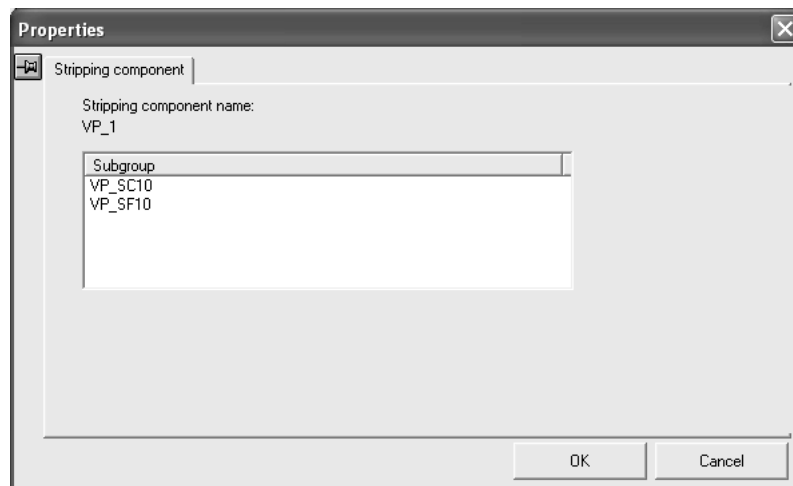 Properties
Stripping component
Stripping component name:
VP_1
Subgroup
VP_SC10
VP_SF10
OK
Cancel